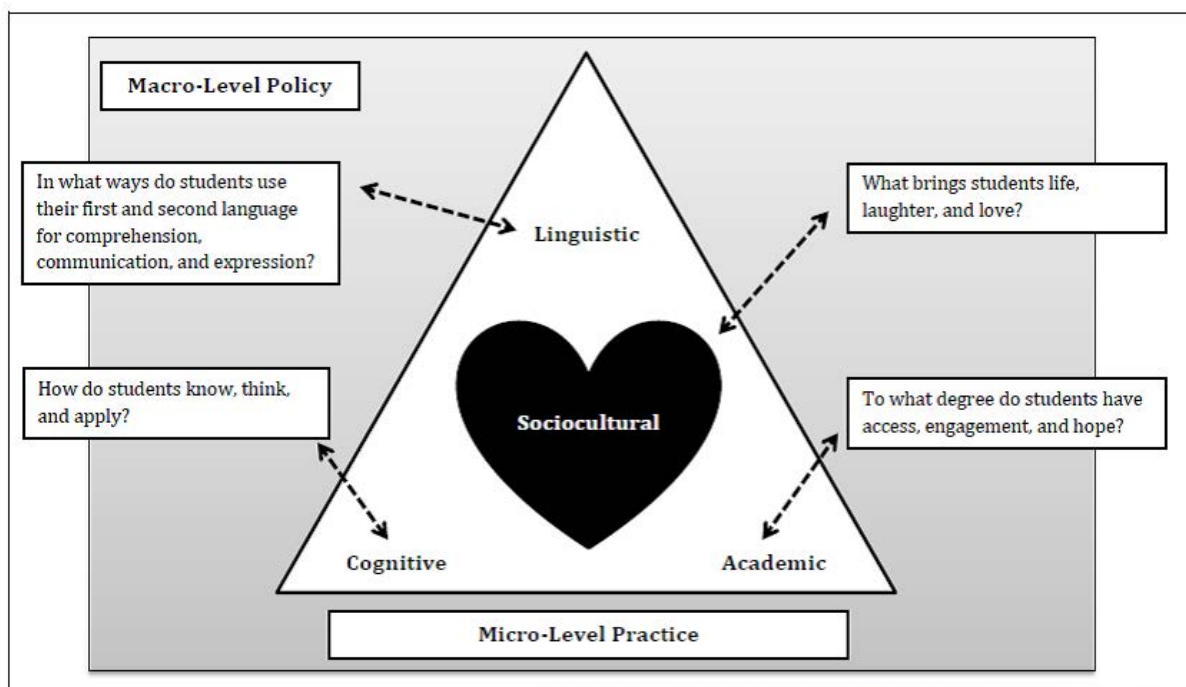 Macro-Level Policy
In what ways do students use
their first and second language
for comprehension,
communication, and expression?
What brings students life,
laughter, and love?
Linguistic
How do students know, think,
and apply?
Sociocultural
To what degree do students have
access, engagement, and hope?
Cognitive
Academic
Micro-Level Practice